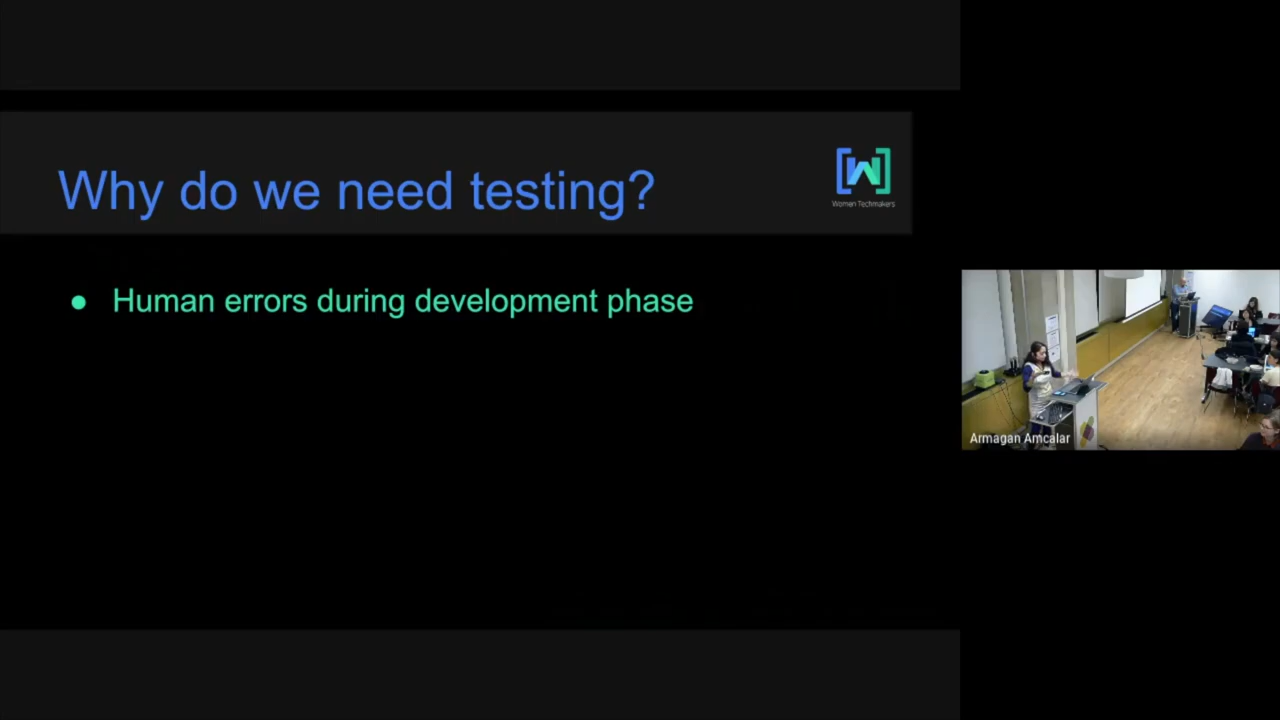 Why do we need testing?
Women Techmakers
● Human errors during development phase
Armagan Amcalar